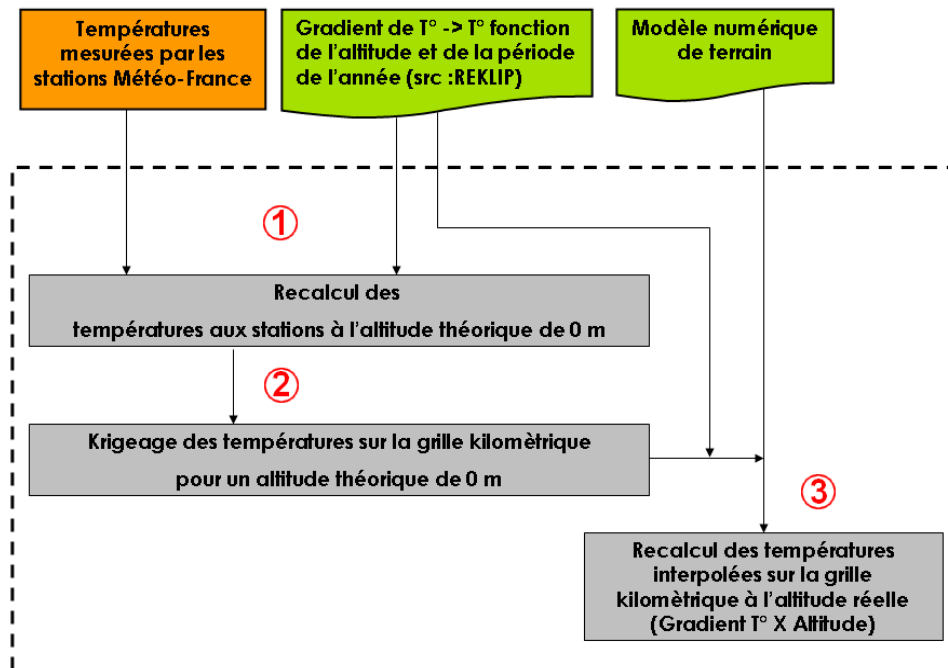 Températures
mesurées par les
stations Météo-France
Gradient de T° -> T° fonction
de l'altitude et de la période
de l'année (src :REKLIP)
Modèle numérique
de terrain
1
Recalcul des
températures aux stations à l'altitude théorique de 0 m
2
Krigeage des températures sur la grille kilomètrique
pour un altitude théorique de 0 m
3
Recalcul des températures
interpolées sur la grille
kilomètrique à l'altitude réelle
(Gradient T° X Altitude)